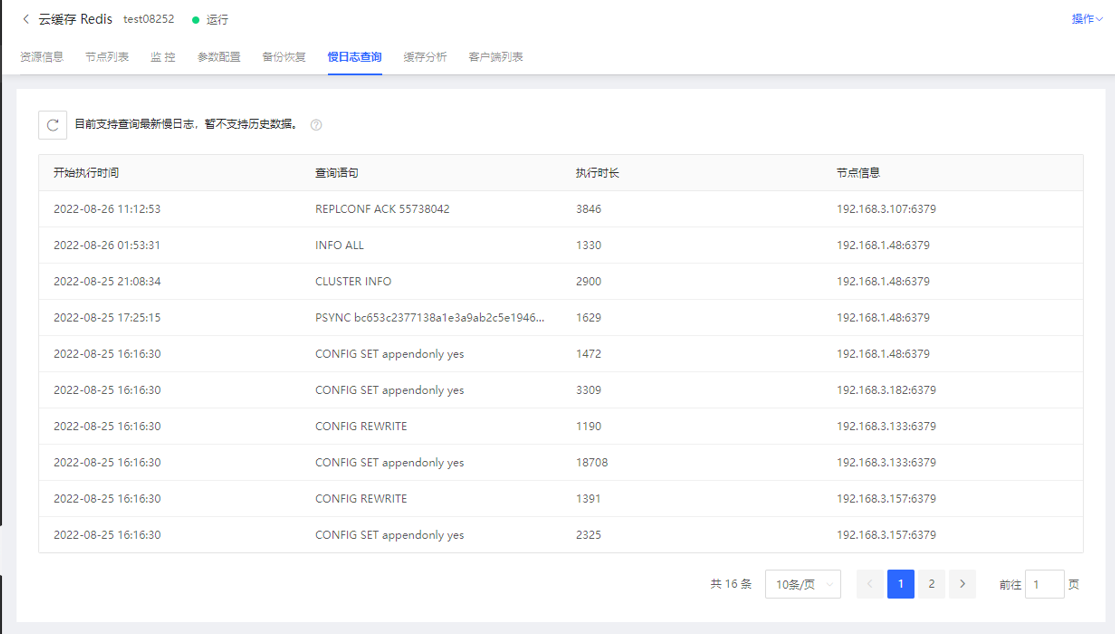 云缓存 Redis test08252 运行 操作
资源信息 节点列表 监 控 参数配置 备份恢复 慢日志查询 缓存分析 客户端列表
目前支持查询最新慢日志，暂不支持历史数据。
开始执行时间 查询语句 执行时长 节点信息
2022-08-26 11:12:53 REPLCONF ACK 55738042 3846 192.168.3.107:6379
2022-08-26 01:53:31 INFO ALL 1330 192.168.1.48:6379
2022-08-25 21:08:34 CLUSTER INFO 2900 192.168.1.48:6379
2022-08-25 17:25:15 PSYNC bc653c2377138a1e3a9ab2c5e1946... 1629 192.168.1.48:6379
2022-08-25 16:16:30 CONFIG SET appendonly yes 1472 192.168.1.48:6379
2022-08-25 16:16:30 CONFIG SET appendonly yes 3309 192.168.3.182:6379
2022-08-25 16:16:30 CONFIG REWRITE 1190 192.168.3.133:6379
2022-08-25 16:16:30 CONFIG SET appendonly yes 18708 192.168.3.133:6379
2022-08-25 16:16:30 CONFIG REWRITE 1391 192.168.3.157:6379
2022-08-25 16:16:30 CONFIG SET appendonly yes 2325 192.168.3.157:6379
共 16 条 10条/页 1 2 前往 1 页